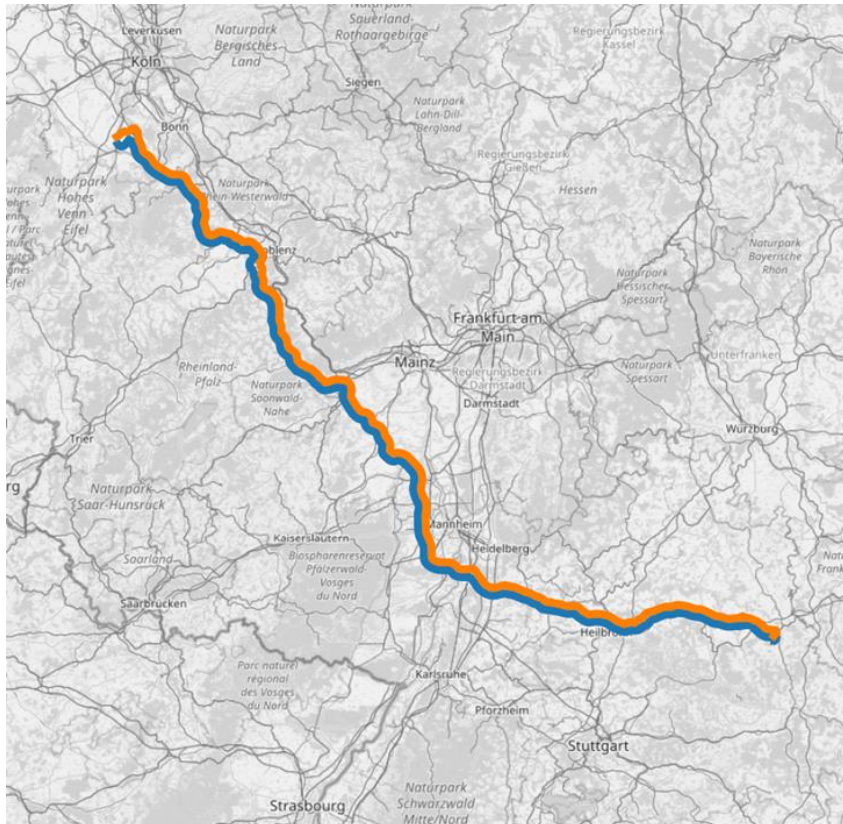 Leverkusen
Naturpark
Bergisches
Land
Köln
Naturpark
Sauerland-
Rothaargebirge
Regierungsbezirk
Kassel
Siegen
Naturpark
Lahn-Dill-
Bergland
Bonn
Regierungsbezirk
Gießen
Hessen
Naturpark
Hohes
Venn
Eifel
Naturpark
Rhein-Westerwald
Naturpark
Bayerische
Rhön
Naturpark
Hessischer
Spessart
Eifel
Frankfurt am
Main
Mainz
Regierungsbezirk
Darmstadt
Darmstadt
Unterfranken
Naturpark
Spessart
Rheinland-
Pfalz
Naturpark
Soonwald-
Nahe
Würzburg
Trier
Naturpark
Saar-Hunsrück
Mannheim
Heidelberg
Kaiserslautern
Biosphärenreservat
Pfälzerwald-
Vosges
du Nord
Saarland
Saarbrücken
Parc naturel
régional
des Vosges
du Nord
Karlsruhe
Pforzheim
Stuttgart
Strasbourg
Naturpark
Schwarzwald
Mitte/Nord